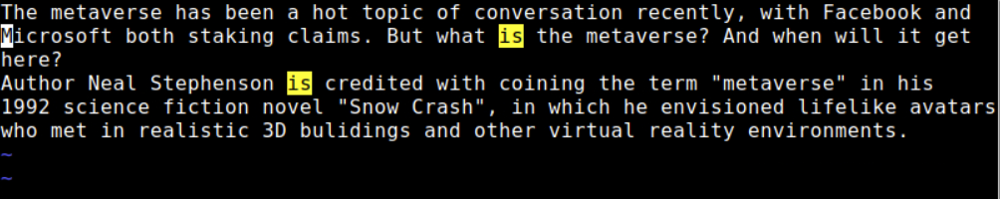 The metaverse has been a hot topic of conversation recently, with Facebook and
Microsoft both staking claims. But what is the metaverse? And when will it get
here?
Author Neal Stephenson is credited with coining the term "metaverse" in his
1992 science fiction novel "Snow Crash", in which he envisioned lifelike avatars
who met in realistic 3D bulidings and other virtual reality environments.
~
~